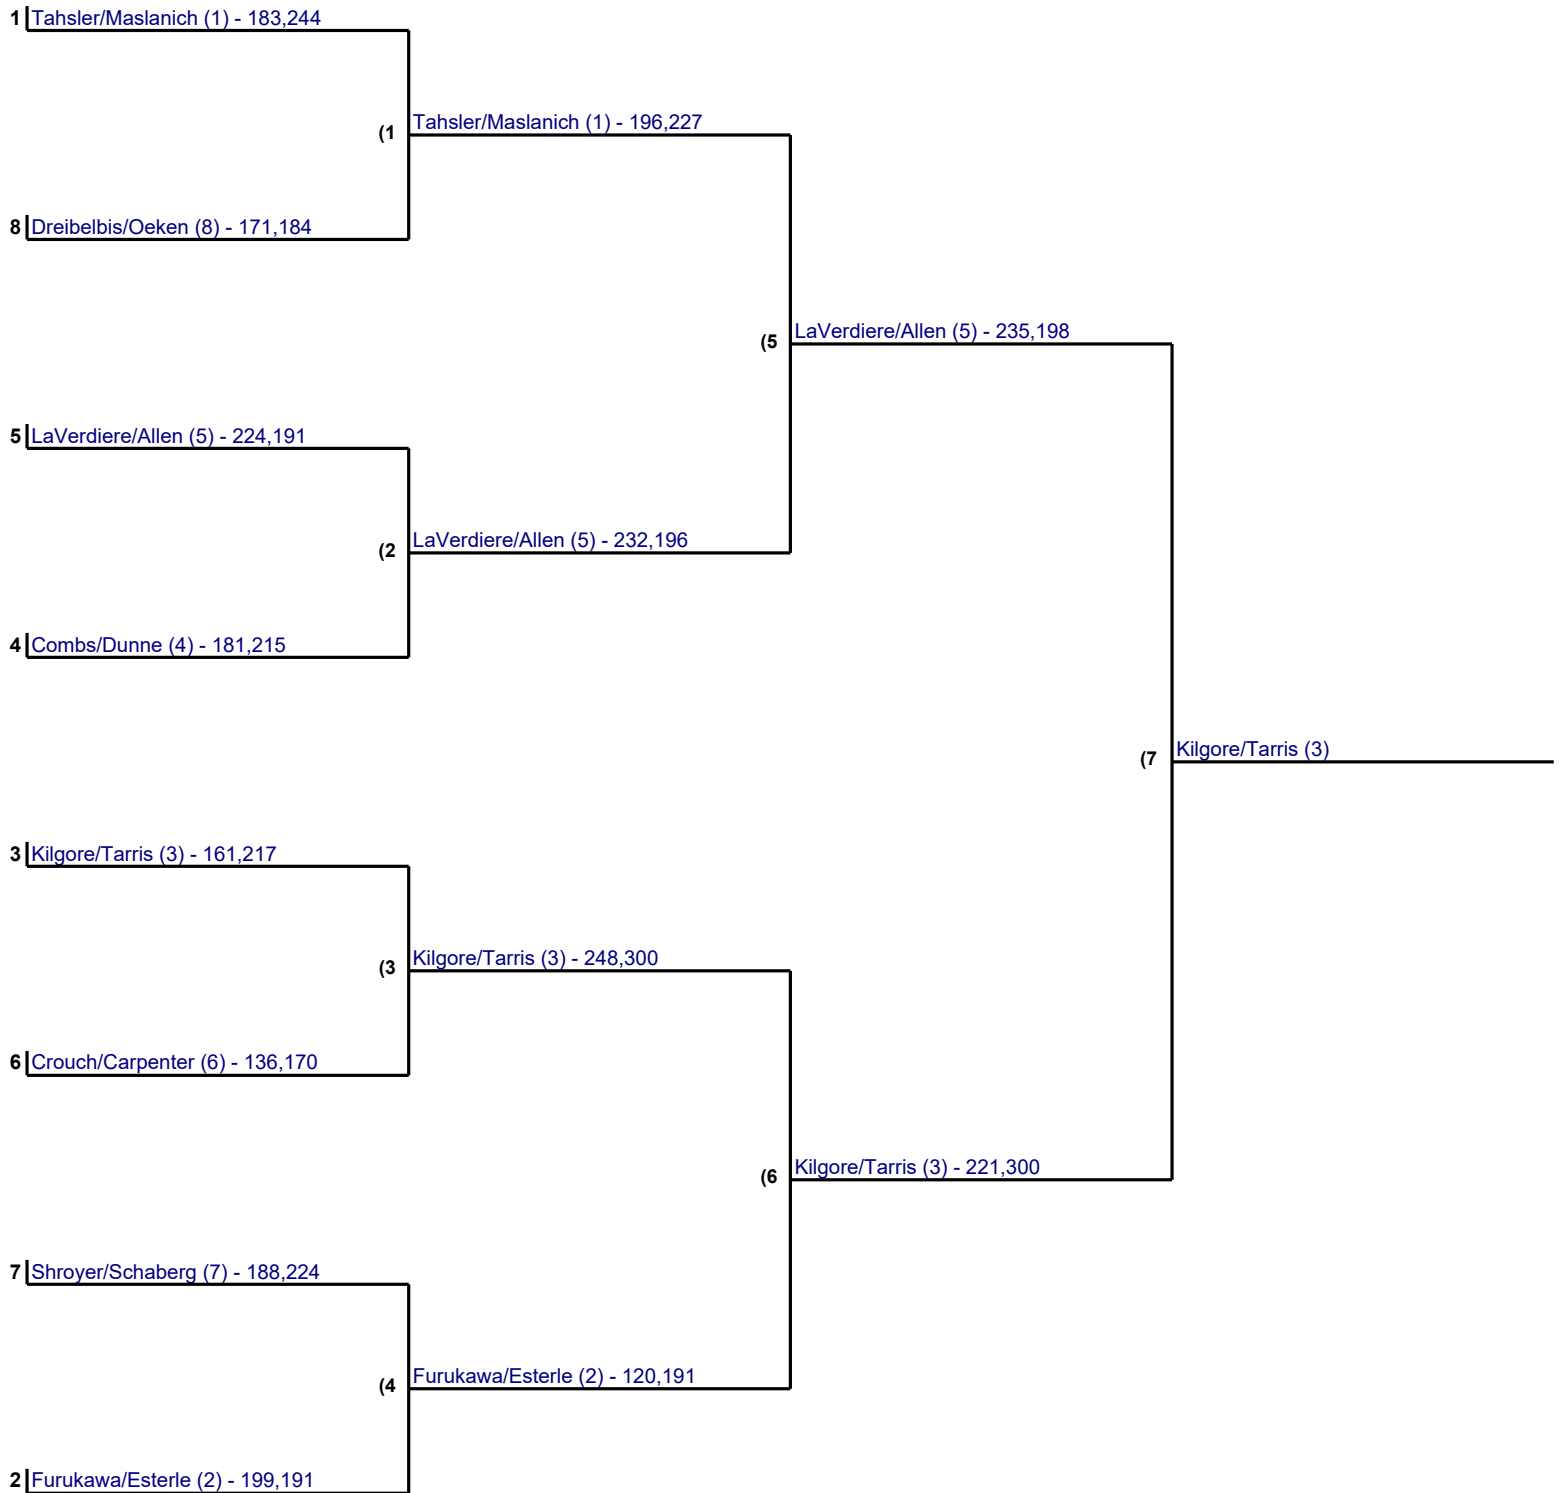 1 Tahsler/Maslanich (1) - 183,244
(1 Tahsler/Maslanich (1) - 196,227
8 Dreibelbis/Oeken (8) - 171,184
(5 LaVerdiere/Allen (5) - 235,198
5 LaVerdiere/Allen (5) - 224,191
(2 LaVerdiere/Allen (5) - 232,196
4 Combs/Dunne (4) - 181,215
(7 Kilgore/Tarris (3)
3 Kilgore/Tarris (3) - 161,217
(3 Kilgore/Tarris (3) - 248,300
6 Crouch/Carpenter (6) - 136,170
(6 Kilgore/Tarris (3) - 221,300
7 Shroyer/Schaberg (7) - 188,224
(4 Furukawa/Esterle (2) - 120,191
2 Furukawa/Esterle (2) - 199,191